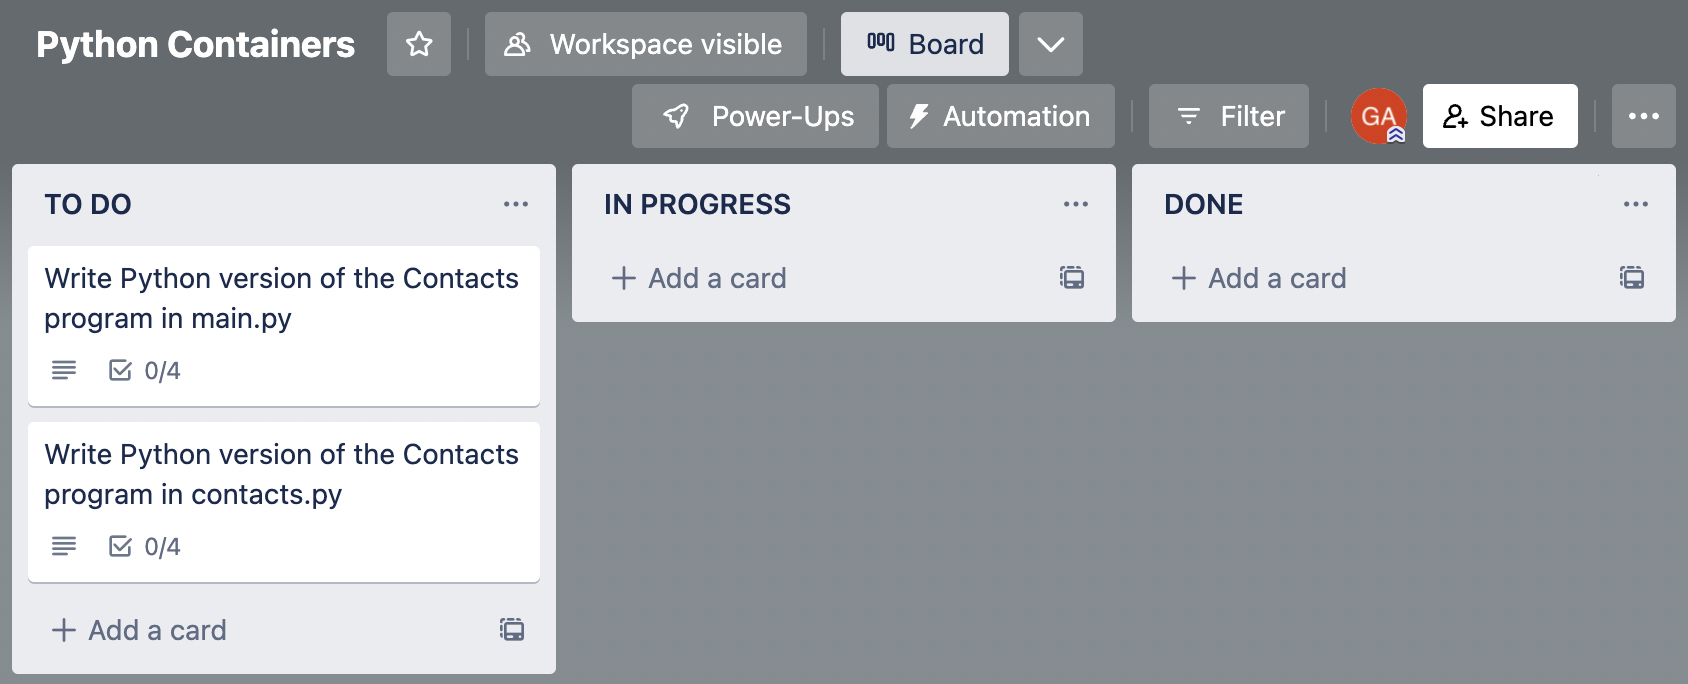 Python Containers
Workspace visible
Board
Power-Ups
Automation
Filter
GA
Share
TO DO
Write Python version of the Contacts
program in main.py
0/4
Write Python version of the Contacts
program in contacts.py
0/4
Add a card
IN PROGRESS
Add a card
DONE
Add a card